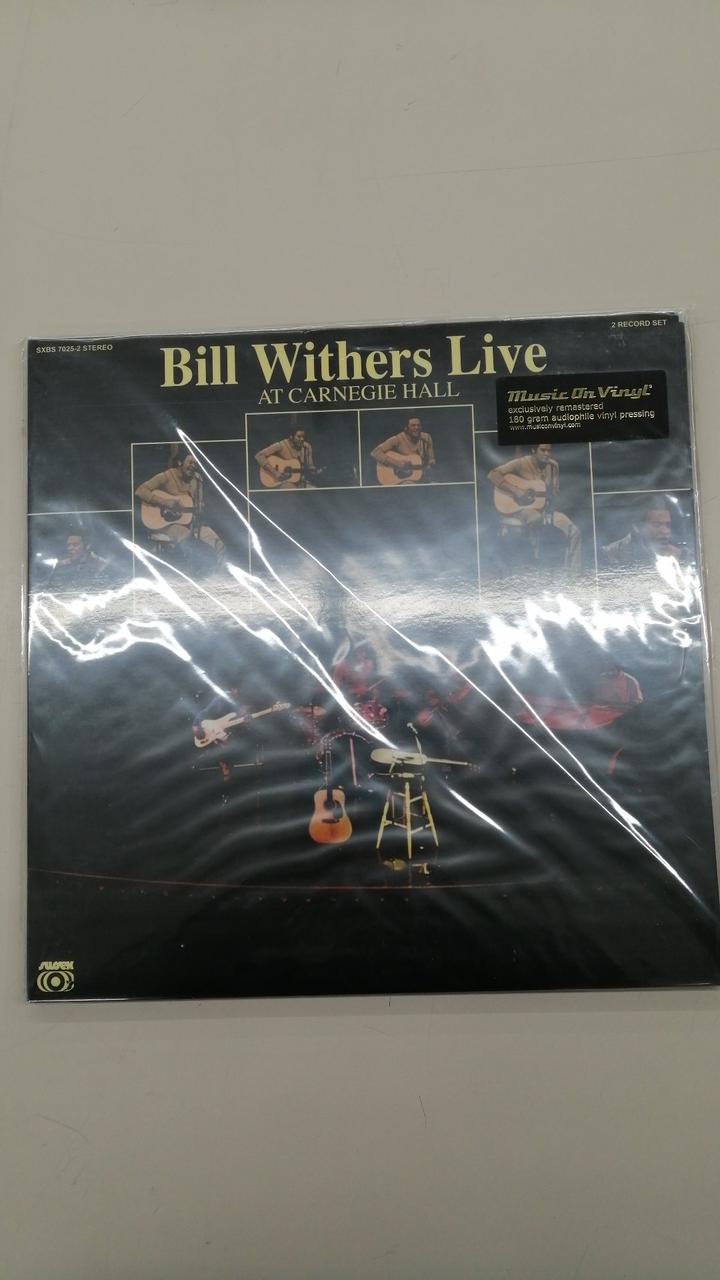 SXBS 7025-2 STEREO
2 RECORD SET
Bill Withers Live
AT CARNEGIE HALL
Music On Vinyl
exclusively remastered
180 gram audiophile vinyl pressing
www.musiconvinyl.com
SUSSEX